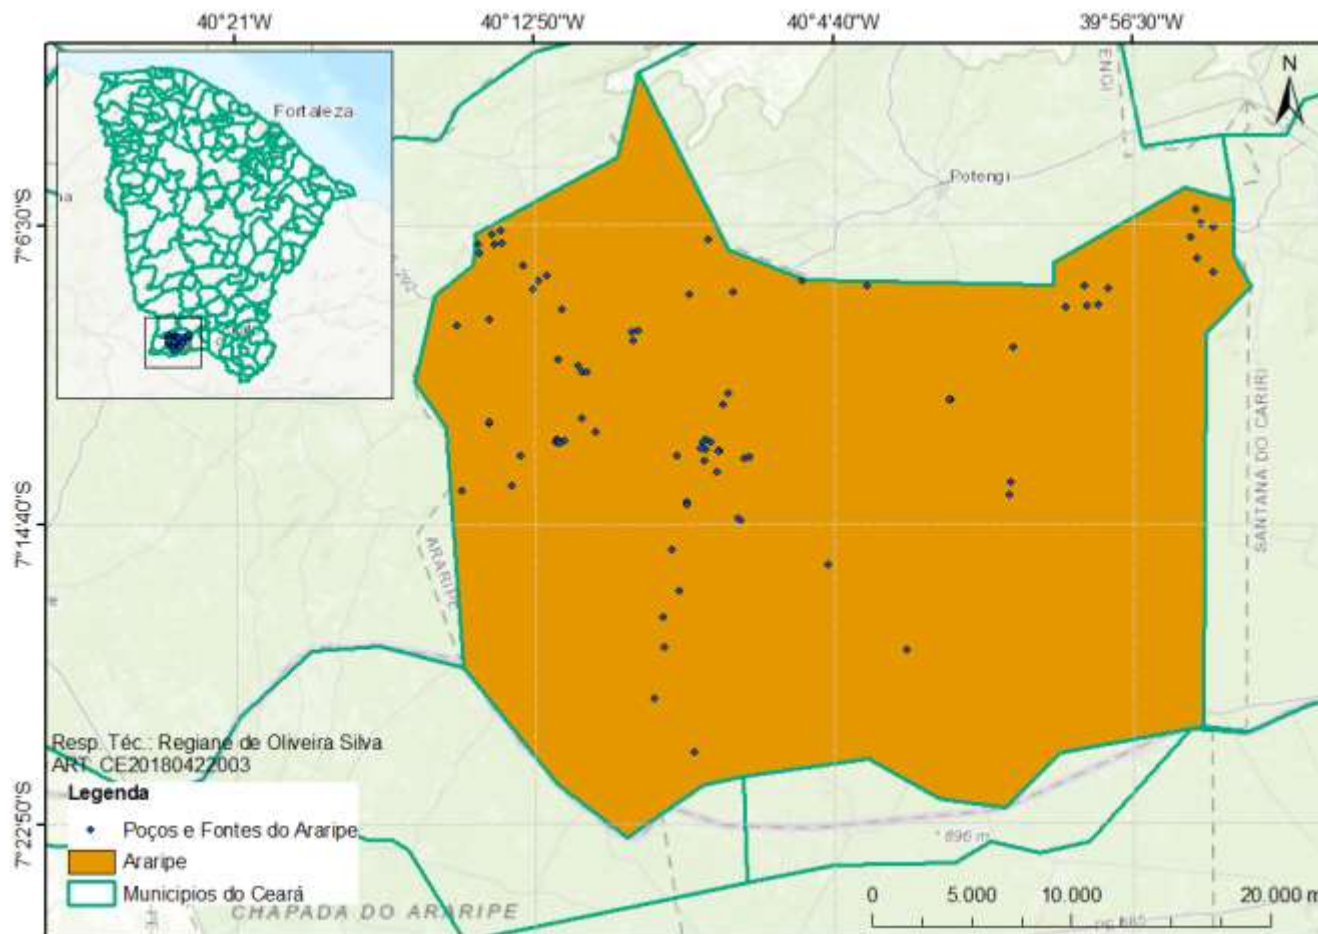 40°21'W
40°12'50"W
40°4'40"W
39°56'30"W
Fortaleza
N
Potengi
7°6'30"S
7°14'40"S
7°22'50"S
ARARIPE
SANTANA DO CARIRI
Resp. Téc.: Regiane de Oliveira Silva
ART: CE20180422003
Legenda
Poços e Fontes do Araripe
Araripe
Municipios do Ceará
896 m
CHAPADA DO ARARIPE
0 5.000 10.000 20.000 m